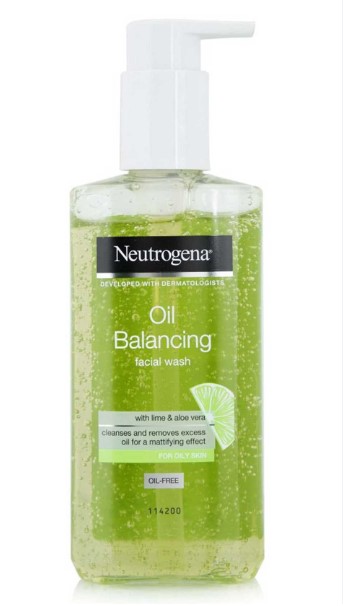 Neutrogena®
DEVELOPED WITH DERMATOLOGISTS
Oil
Balancing
facial wash
with lime & aloe vera
cleanses and removes excess
oil for a mattifying effect
FOR OILY SKIN
OIL-FREE
114200